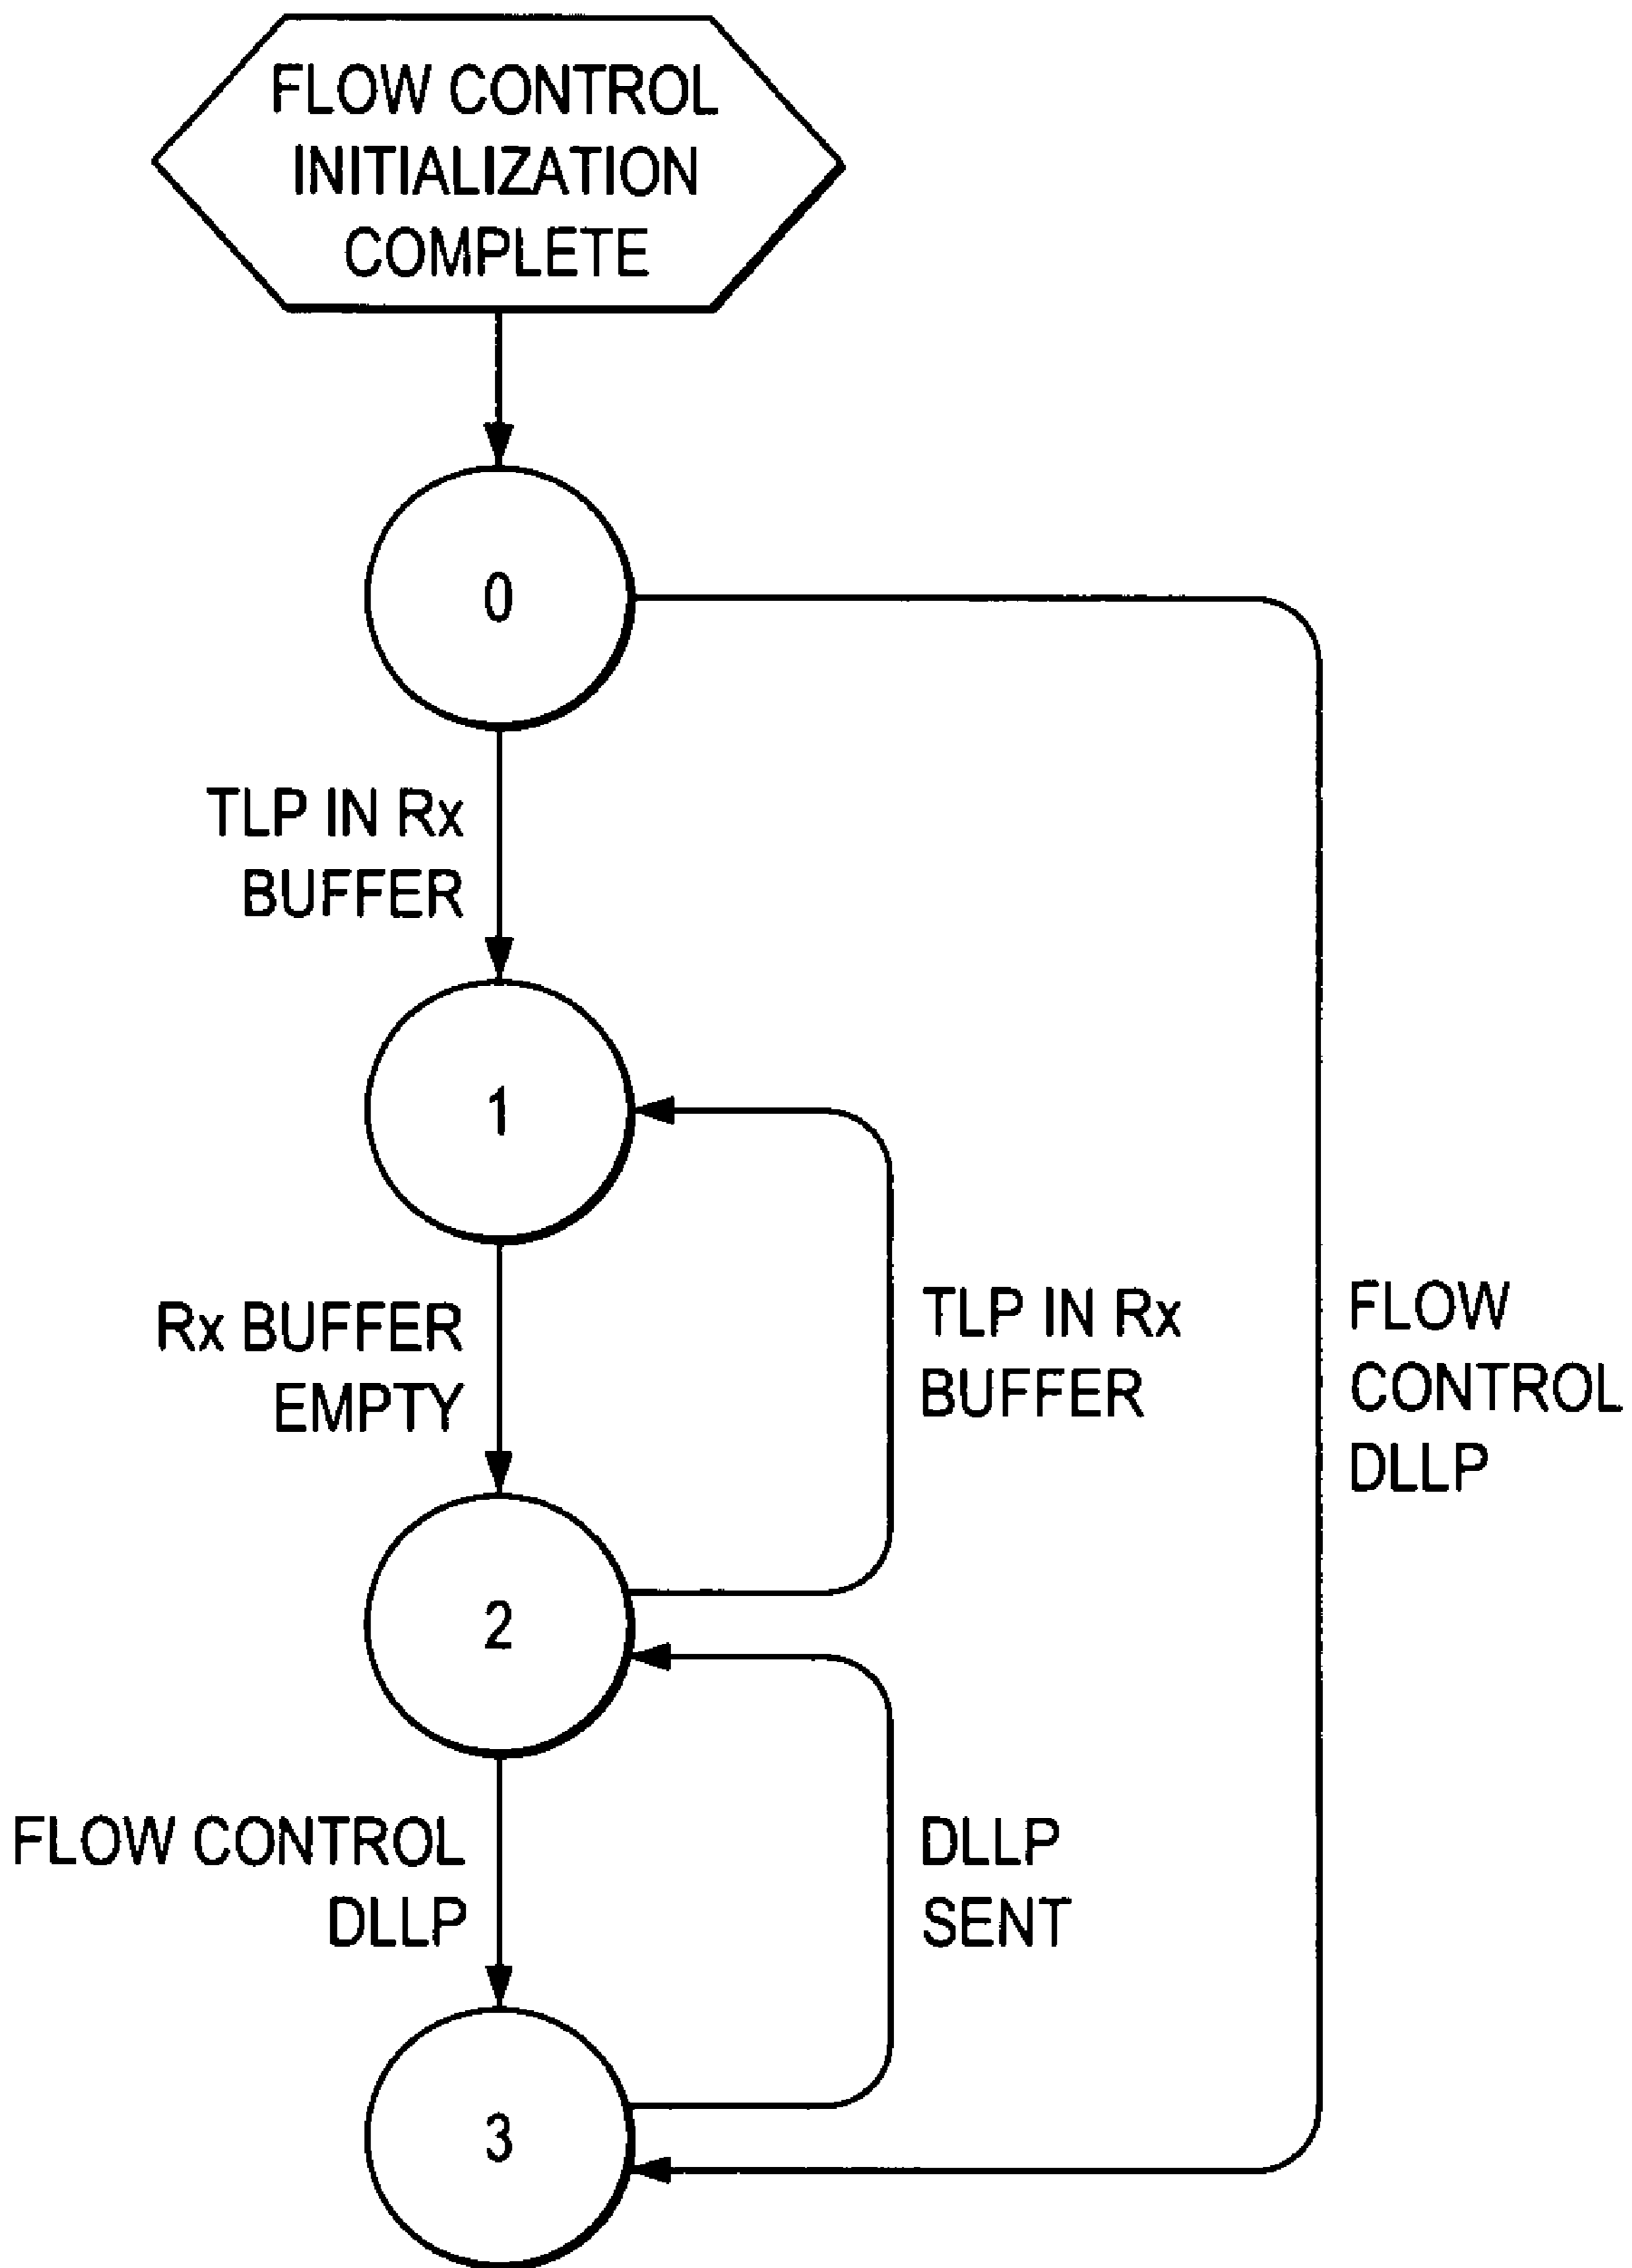 FLOW CONTROL
INITIALIZATION
COMPLETE
0
TLP IN Rx
BUFFER
1
Rx BUFFER
EMPTY
TLP IN Rx
BUFFER
FLOW
CONTROL
DLLP
2
FLOW CONTROL
DLLP
DLLP
SENT
3